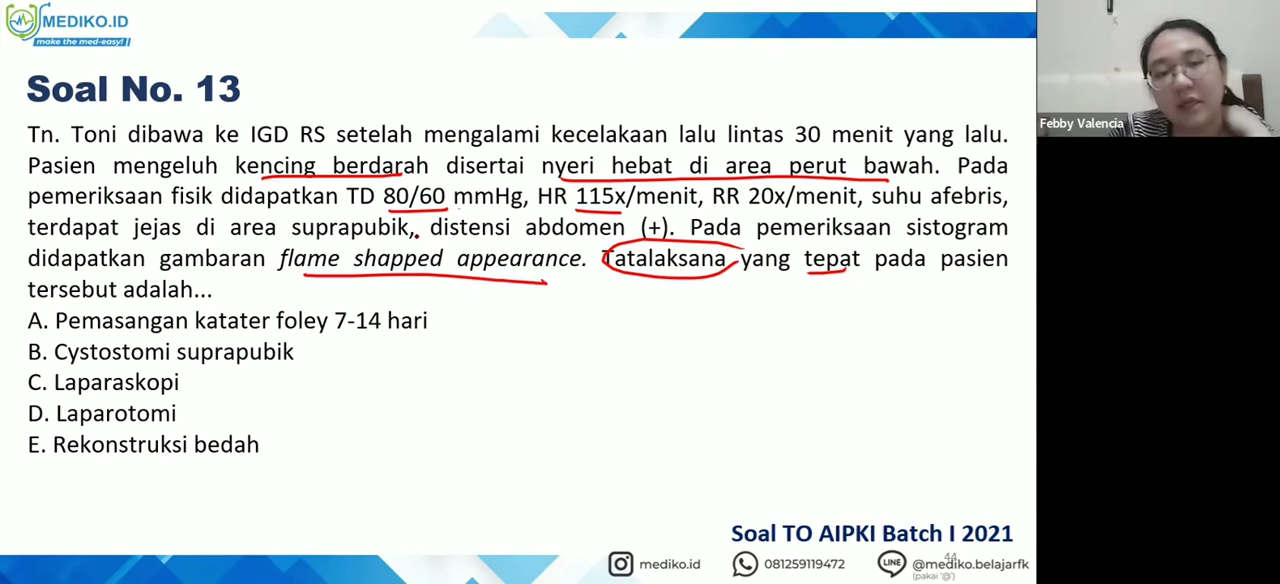 MEDIKO.ID
make the med-easy!
Soal No. 13
Tn. Toni dibawa ke IGD RS setelah mengalami kecelakaan lalu lintas 30 menit yang lalu.
Pasien mengeluh kencing berdarah disertai nyeri hebat di area perut bawah. Pada
pemeriksaan fisik didapatkan TD 80/60 mmHg, HR 115x/menit, RR 20x/menit, suhu afebris,
terdapat jejas di area suprapubik, distensi abdomen (+). Pada pemeriksaan sistogram
didapatkan gambaran flame shapped appearance. Tatalaksana yang tepat pada pasien
tersebut adalah...
A. Pemasangan katater foley 7-14 hari
B. Cystostomi suprapubik
C. Laparaskopi
D. Laparotomi
E. Rekonstruksi bedah
Febby Valencia
Soal TO AIPKI Batch I 2021
44
mediko.id
081259119472
LINE
@mediko.belajarfk
(pakai '@')